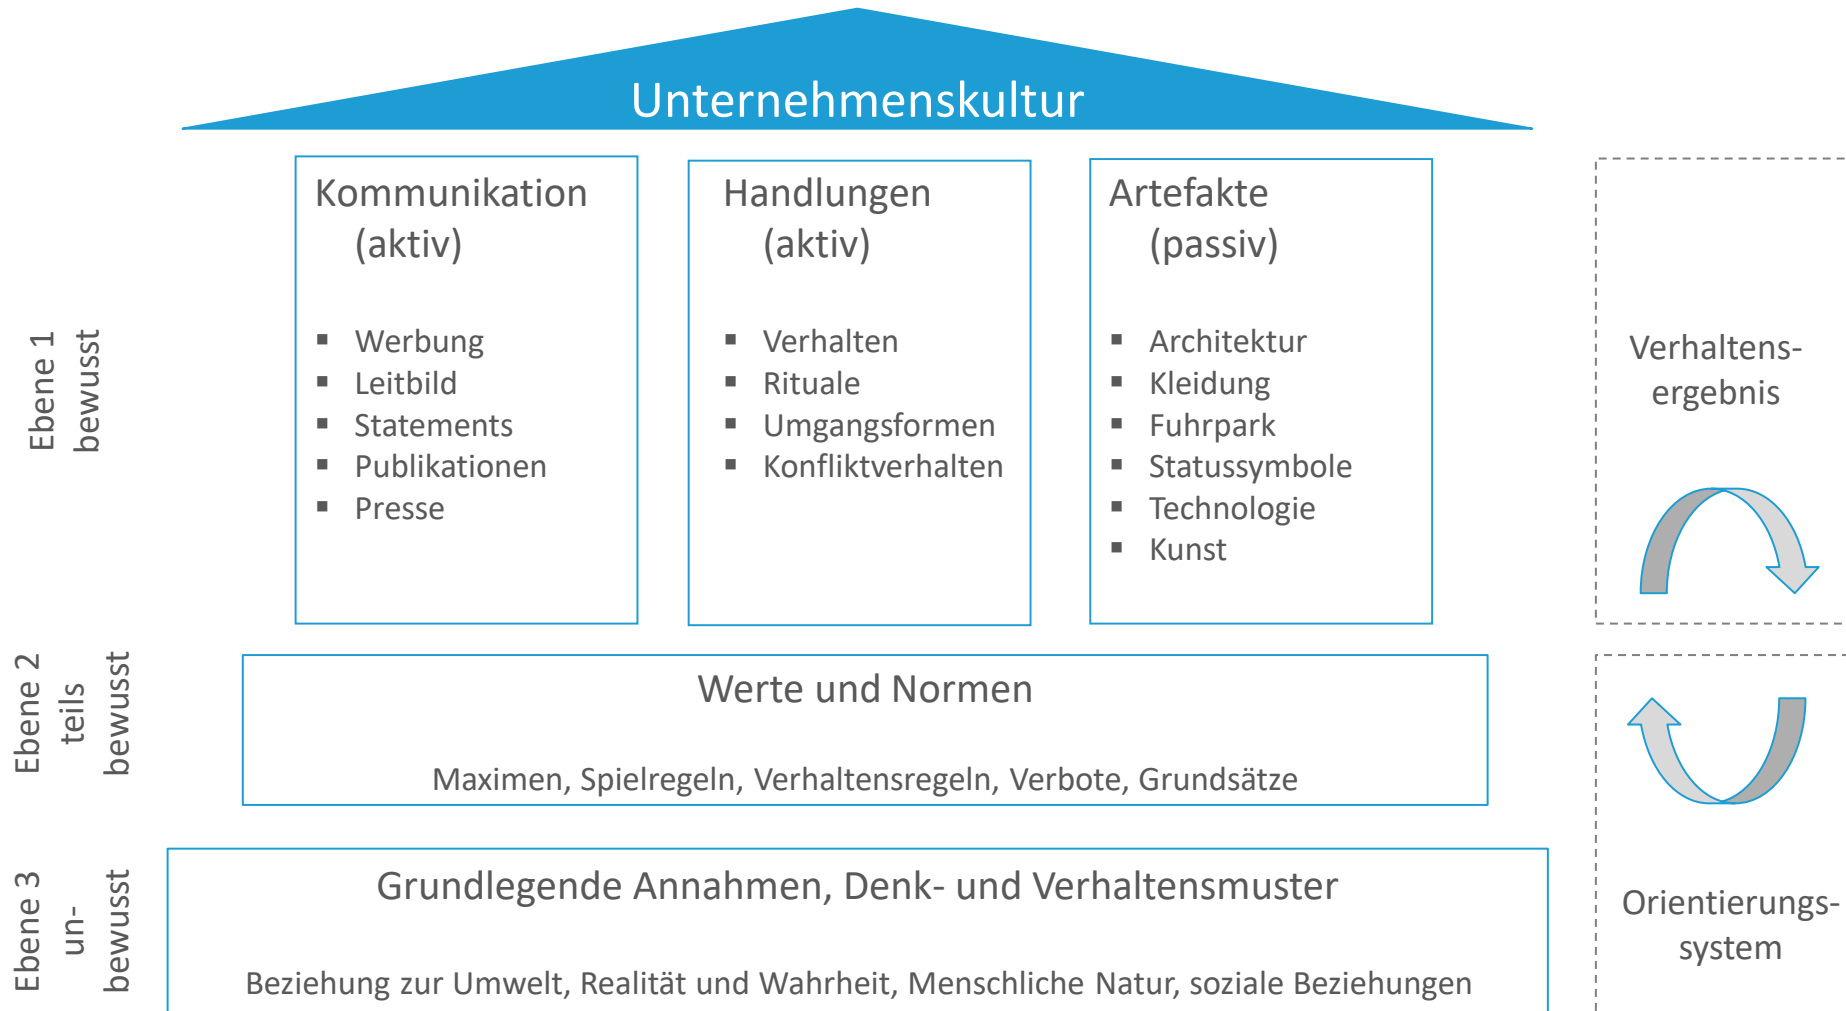 Unternehmenskultur
Ebene 1
bewusst
Kommunikation
(aktiv)
▪ Werbung
▪ Leitbild
▪ Statements
▪ Publikationen
▪ Presse
Handlungen
(aktiv)
▪ Verhalten
▪ Rituale
▪ Umgangsformen
▪ Konfliktverhalten
Artefakte
(passiv)
▪ Architektur
▪ Kleidung
▪ Fuhrpark
▪ Statussymbole
▪ Technologie
▪ Kunst
Verhaltens-
ergebnis
Ebene 2
teils
bewusst
Werte und Normen
Maximen, Spielregeln, Verhaltensregeln, Verbote, Grundsätze
Ebene 3
un-
bewusst
Grundlegende Annahmen, Denk- und Verhaltensmuster
Beziehung zur Umwelt, Realität und Wahrheit, Menschliche Natur, soziale Beziehungen
Orientierungs-
system